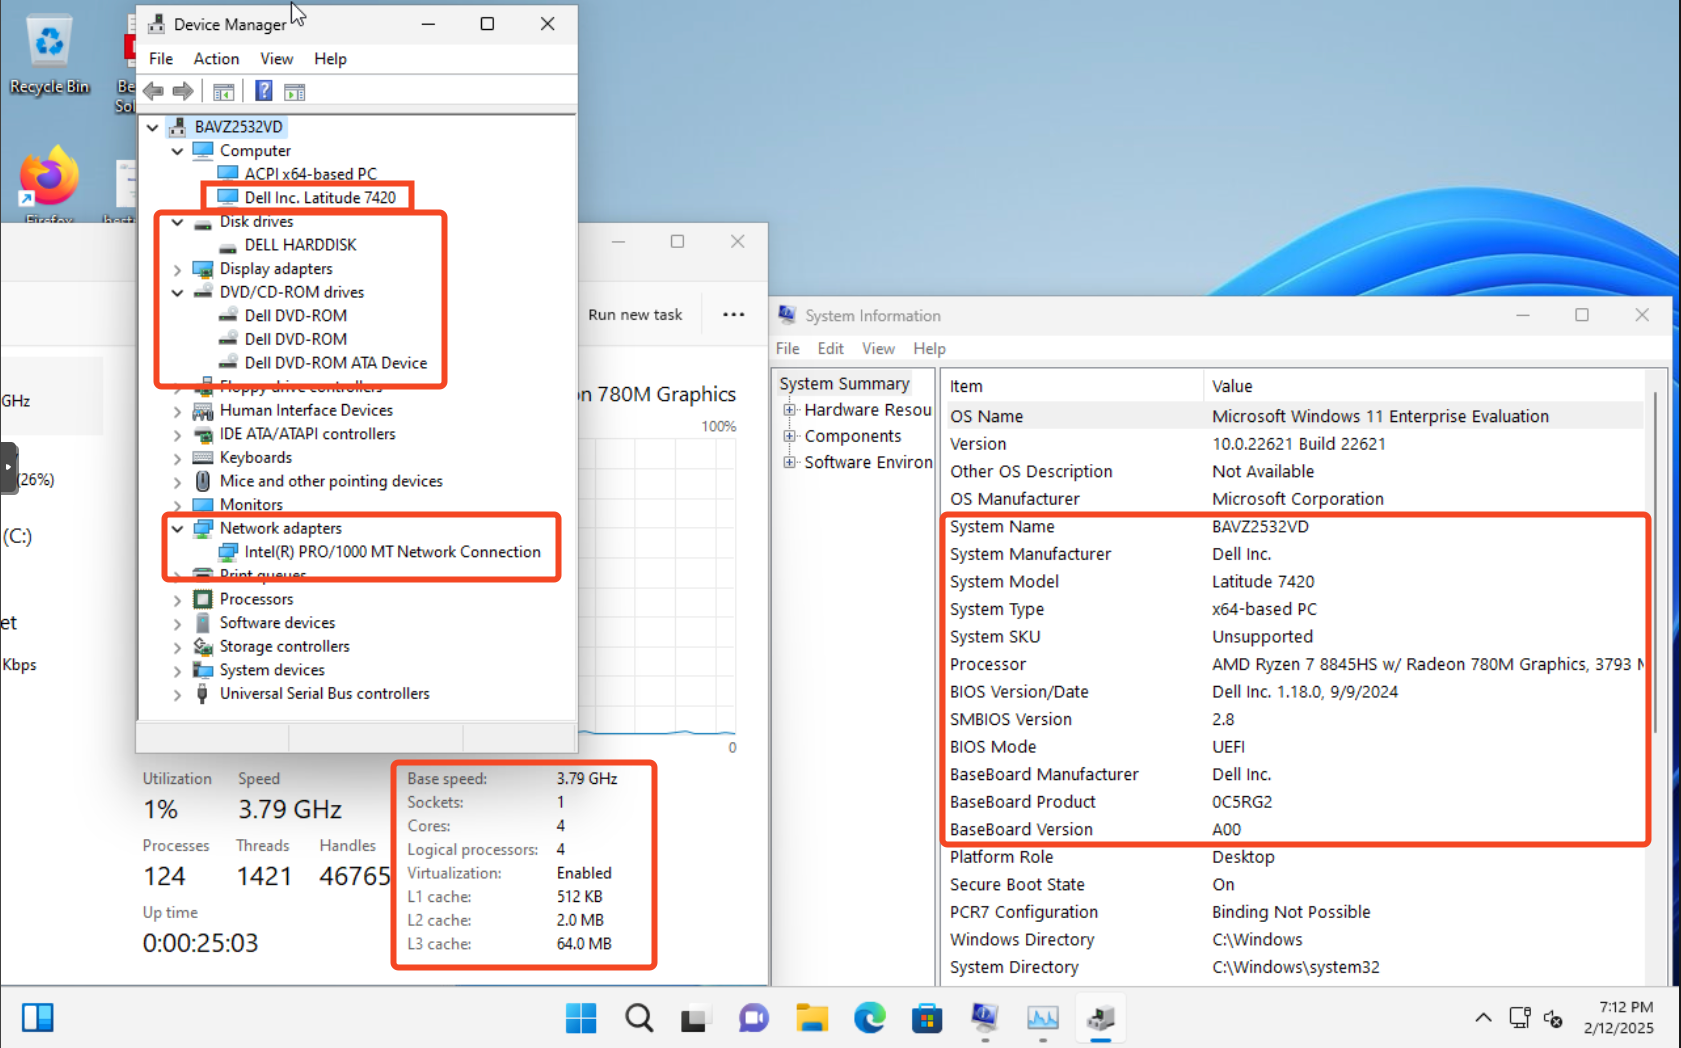 Recycle Bin
Firefox
Device Manager
File Action View Help
BAVZ2532VD
Computer
ACPI x64-based PC
Dell Inc. Latitude 7420
Disk drives
DELL HARDDISK
Display adapters
DVD/CD-ROM drives
Dell DVD-ROM
Dell DVD-ROM
Dell DVD-ROM ATA Device
Floppy drive controllers
Human Interface Devices
IDE ATA/ATAPI controllers
Keyboards
Mice and other pointing devices
Monitors
Network adapters
Intel(R) PRO/1000 MT Network Connection
Print queues
Processors
Software devices
Storage controllers
System devices
Universal Serial Bus controllers
GHz
(26%)
(C:)
et
Kbps
Run new task
on 780M Graphics
100%
0
Utilization Speed
1% 3.79 GHz
Processes Threads Handles
124 1421 46765
Up time
0:00:25:03
Base speed: 3.79 GHz
Sockets: 1
Cores: 4
Logical processors: 4
Virtualization: Enabled
L1 cache: 512 KB
L2 cache: 2.0 MB
L3 cache: 64.0 MB
System Information
File Edit View Help
System Summary
Hardware Resou
Components
Software Environ
Item Value
OS Name Microsoft Windows 11 Enterprise Evaluation
Version 10.0.22621 Build 22621
Other OS Description Not Available
OS Manufacturer Microsoft Corporation
System Name BAVZ2532VD
System Manufacturer Dell Inc.
System Model Latitude 7420
System Type x64-based PC
System SKU Unsupported
Processor AMD Ryzen 7 8845HS w/ Radeon 780M Graphics, 3793 M
BIOS Version/Date Dell Inc. 1.18.0, 9/9/2024
SMBIOS Version 2.8
BIOS Mode UEFI
BaseBoard Manufacturer Dell Inc.
BaseBoard Product 0C5RG2
BaseBoard Version A00
Platform Role Desktop
Secure Boot State On
PCR7 Configuration Binding Not Possible
Windows Directory C:\Windows
System Directory C:\Windows\system32
7:12 PM
2/12/2025